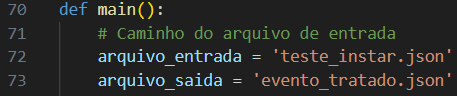 70 def main():
71 # Caminho do arquivo de entrada
72 arquivo_entrada = 'teste_instar.json'
73 arquivo_saida = 'evento_tratado.json'